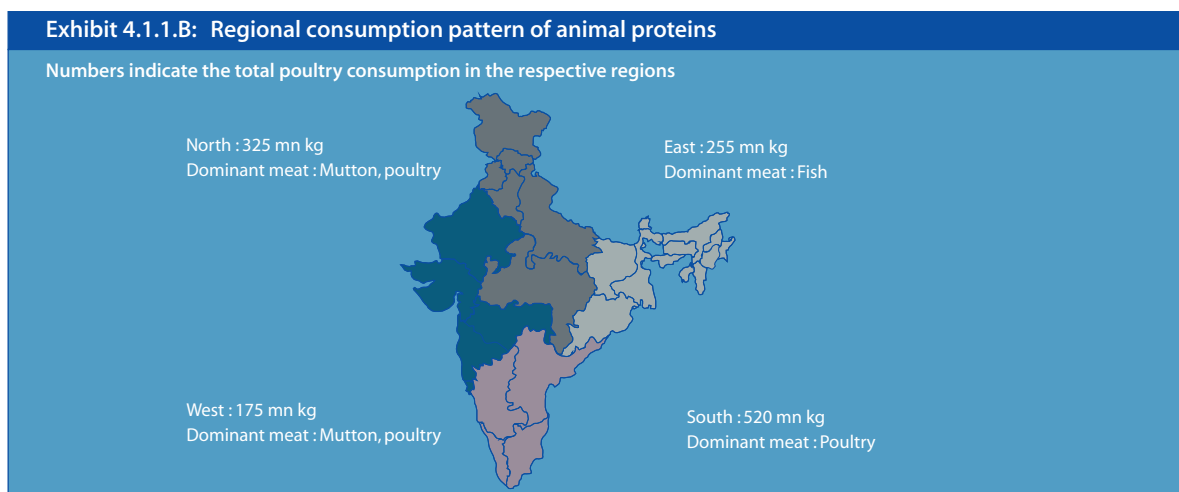 Exhibit 4.1.1.B: Regional consumption pattern of animal proteins
Numbers indicate the total poultry consumption in the respective regions
North : 325 mn kg
Dominant meat : Mutton, poultry
East : 255 mn kg
Dominant meat : Fish
West : 175 mn kg
Dominant meat : Mutton, poultry
South : 520 mn kg
Dominant meat : Poultry